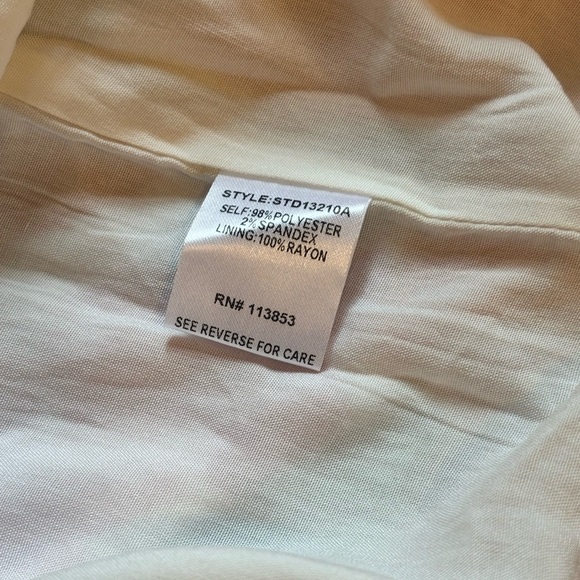 STYLE:STD13210A
SELF:98%POLYESTER
2%SPANDEX
LINING:100%RAYON
RN# 113853
SEE REVERSE FOR CARE